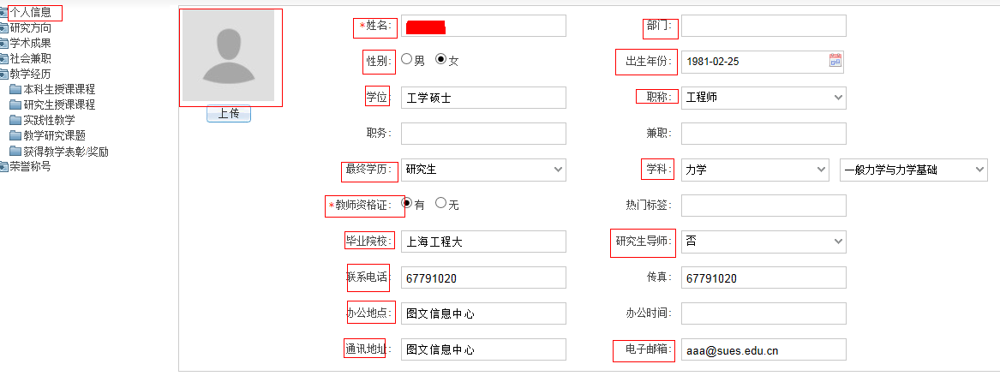 个人信息
研究方向
学术成果
社会兼职
教学经历
本科生授课课程
研究生授课课程
实践性教学
教学研究课题
获得教学表彰/奖励
荣誉称号
上传
*姓名: 部门:
性别: 男 女 出生年份: 1981-02-25
学位: 工学硕士 职称: 工程师
职务: 兼职:
最终学历: 研究生 学科: 力学 一般力学与力学基础
*教师资格证: 有 无 热门标签:
毕业院校: 上海工程大 研究生导师: 否
联系电话: 67791020 传真: 67791020
办公地点: 图文信息中心 办公时间:
通讯地址: 图文信息中心 电子邮箱: aaa@sues.edu.cn